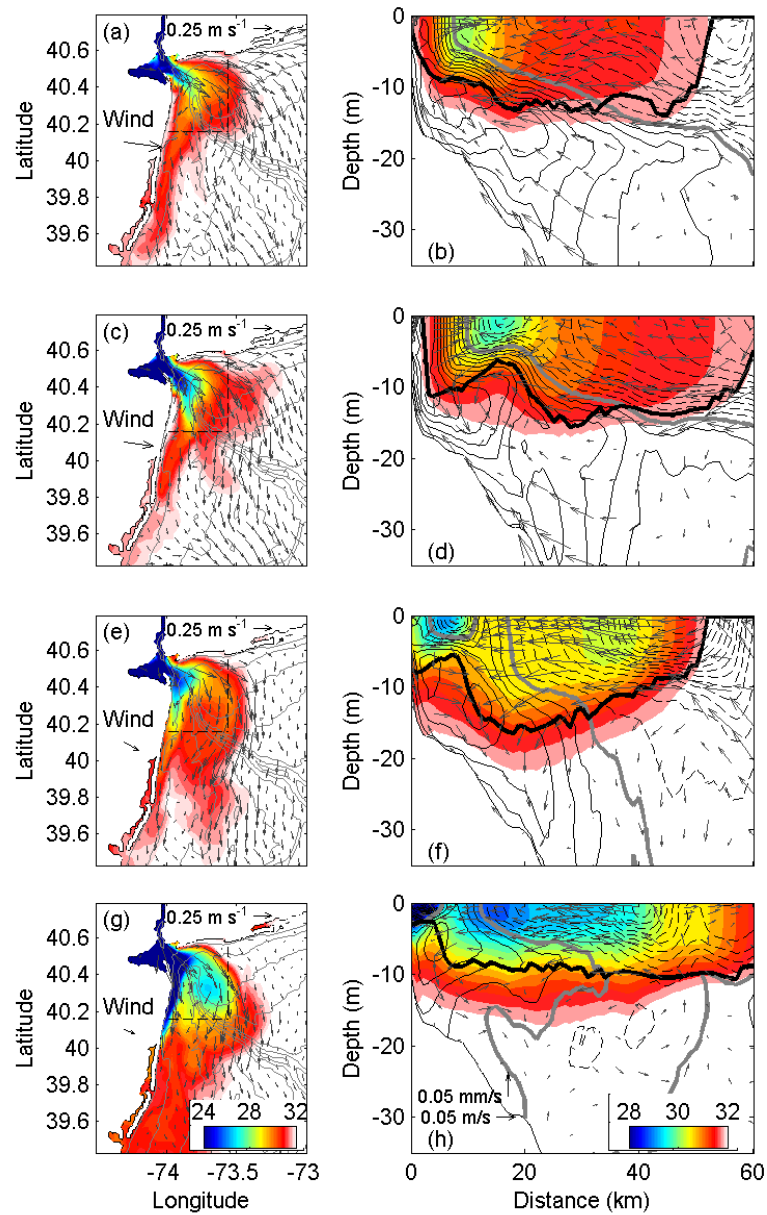 (a)
0.25 m s⁻¹
40.6
40.4
40.2
40
39.8
39.6
Latitude
Wind
0
-10
-20
-30
Depth (m)
(b)
(c)
0.25 m s⁻¹
40.6
40.4
40.2
40
39.8
39.6
Latitude
Wind
0
-10
-20
-30
Depth (m)
(d)
(e)
0.25 m s⁻¹
40.6
40.4
40.2
40
39.8
39.6
Latitude
Wind
0
-10
-20
-30
Depth (m)
(f)
(g)
0.25 m s⁻¹
40.6
40.4
40.2
40
39.8
39.6
Latitude
Wind
24 28 32
-74 -73.5 -73
Longitude
0
-10
-20
-30
Depth (m)
0.05 mm/s
0.05 m/s
(h)
28 30 32
0 20 40 60
Distance (km)